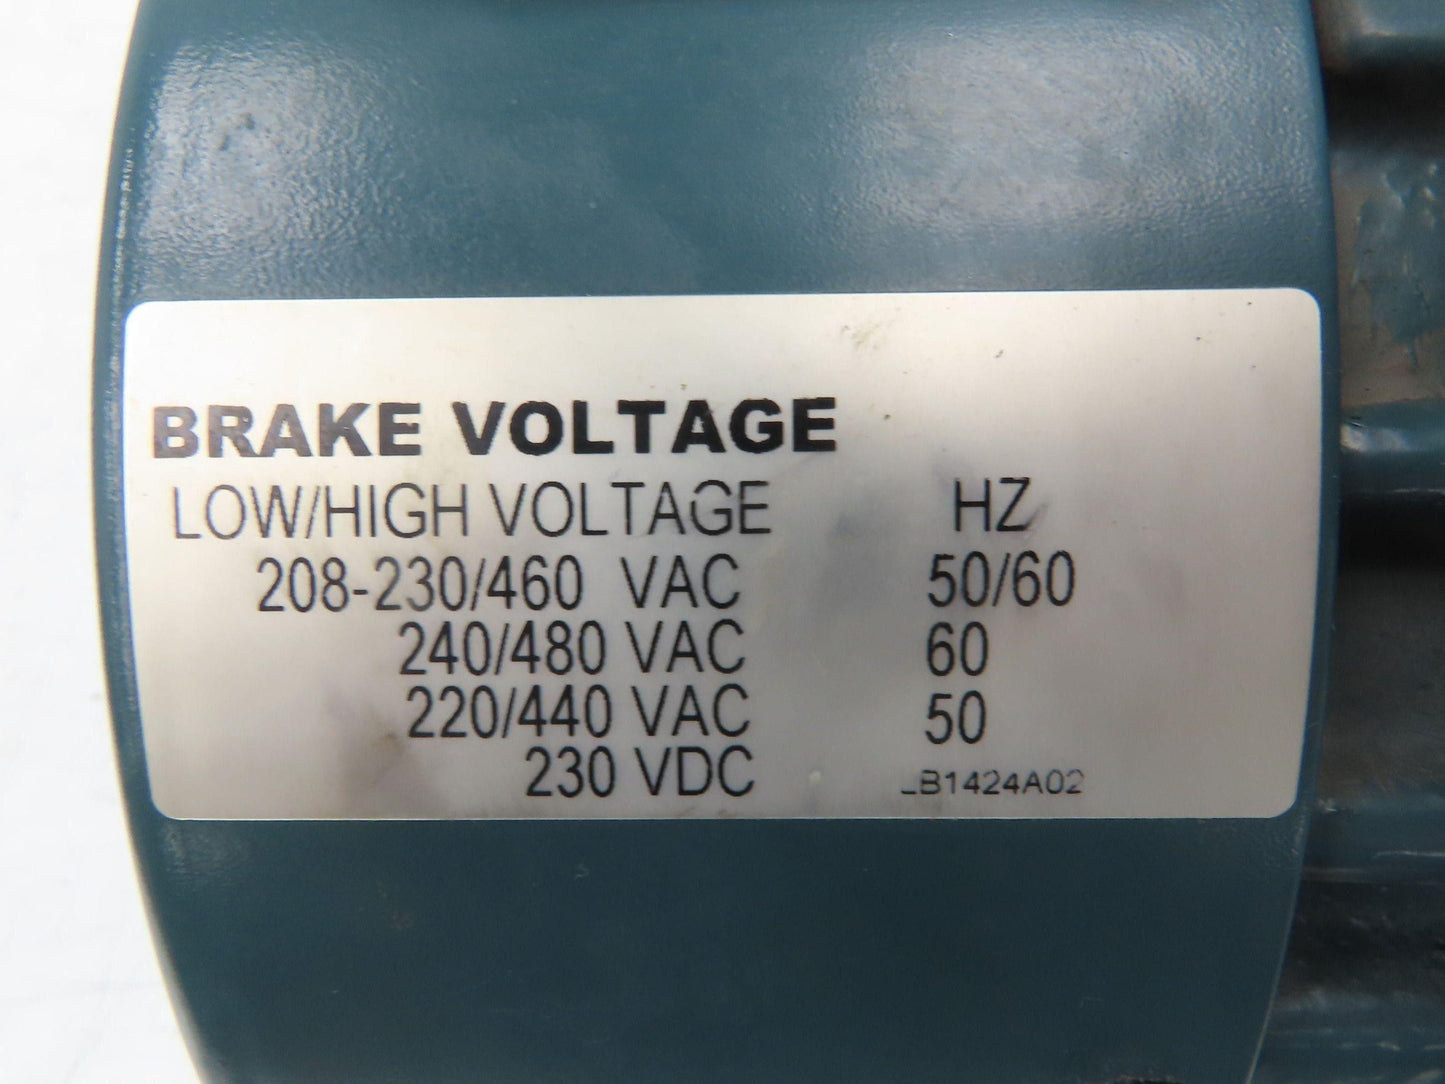 BRAKE VOLTAGE
LOW/HIGH VOLTAGE HZ
208-230/460 VAC 50/60
240/480 VAC 60
220/440 VAC 50
230 VDC LB1424A02